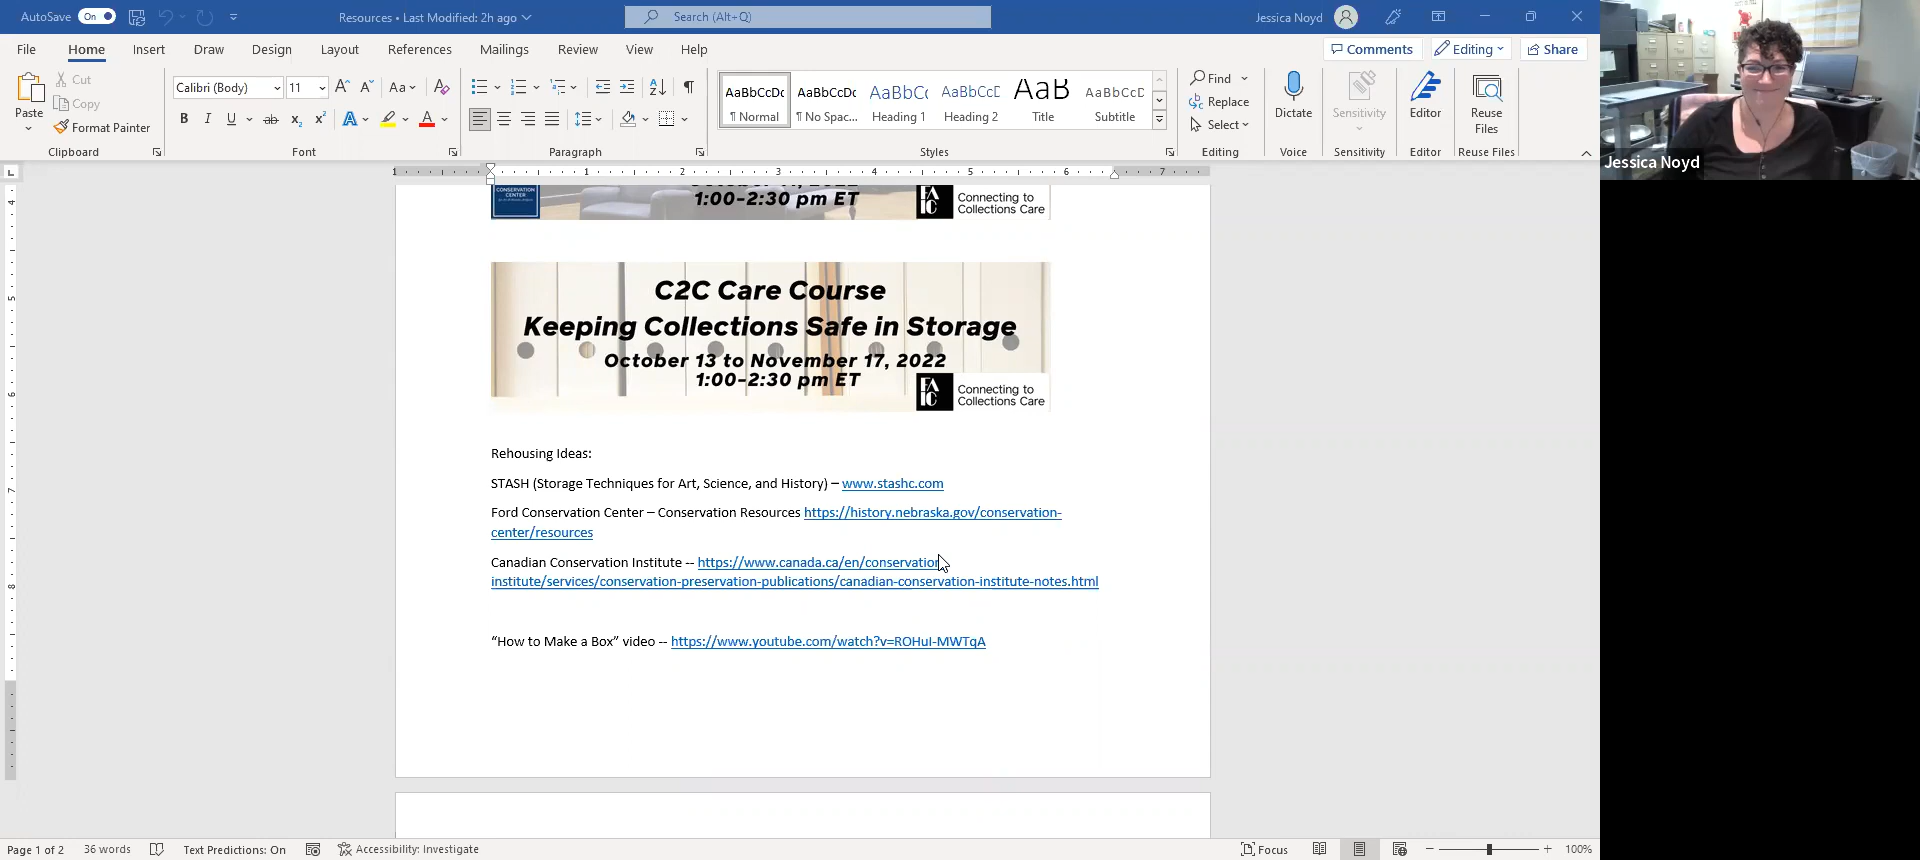 AutoSave On Resources • Last Modified: 2h ago Search (Alt+Q) Jessica Noyd
File Home Insert Draw Design Layout References Mailings Review View Help Comments Editing Share
Paste Cut Copy Format Painter
Calibri (Body) 11 Aa
AaBbCcDc AaBbCcDc AaBbCc AaBbCcD AaB AaBbCcD
¶ Normal ¶ No Spac... Heading 1 Heading 2 Title Subtitle
Find Replace Select
Dictate Sensitivity Editor Reuse Files
Clipboard Font Paragraph Styles Editing Voice Sensitivity Editor Reuse Files
Jessica Noyd
CONSERVATION CENTER
1:00-2:30 pm ET
FAIC Connecting to Collections Care
C2C Care Course
Keeping Collections Safe in Storage
October 13 to November 17, 2022
1:00-2:30 pm ET
FAIC Connecting to Collections Care
Rehousing Ideas:
STASH (Storage Techniques for Art, Science, and History) – www.stashc.com
Ford Conservation Center – Conservation Resources https://history.nebraska.gov/conservation-
center/resources
Canadian Conservation Institute -- https://www.canada.ca/en/conservation
institute/services/conservation-preservation-publications/canadian-conservation-institute-notes.html
“How to Make a Box” video -- https://www.youtube.com/watch?v=ROHuI-MWTqA
Page 1 of 2 36 words Text Predictions: On Accessibility: Investigate Focus 100%